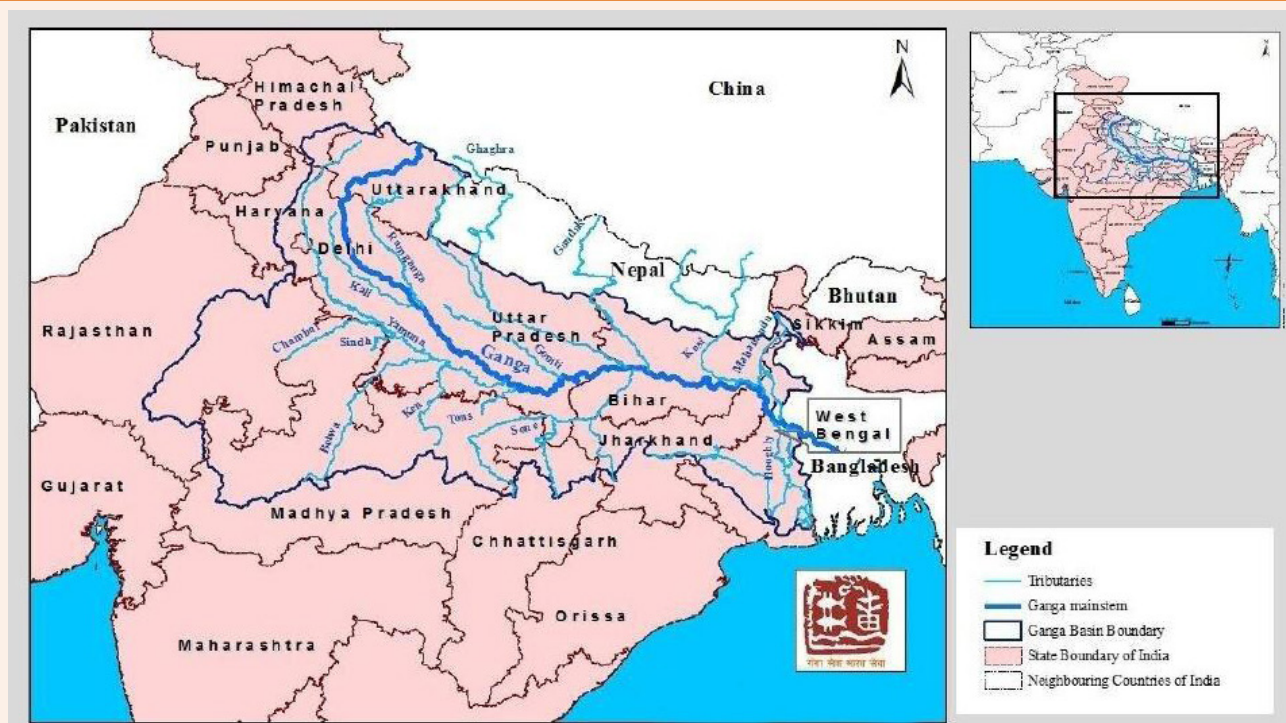 N
China
Himachal
Pradesh
Pakistan
Punjab
Ghaghra
Uttarakhand
Haryana
Delhi
Ramganga
Gandak
Nepal
Bhutan
Kali
Rajasthan
Uttar
Pradesh
Sikkim
Assam
Chambal
Sindh
Yamuna
Ganga
Gomti
Kosi
Mahananda
Bihar
Ken
Tons
Sone
Betwa
West
Bengal
Jharkhand
Hooghly
Bangladesh
Gujarat
Madhya Pradesh
Chhattisgarh
Orissa
Maharashtra
Legend
Tributaries
Ganga mainstem
Ganga Basin Boundary
State Boundary of India
Neighbouring Countries of India